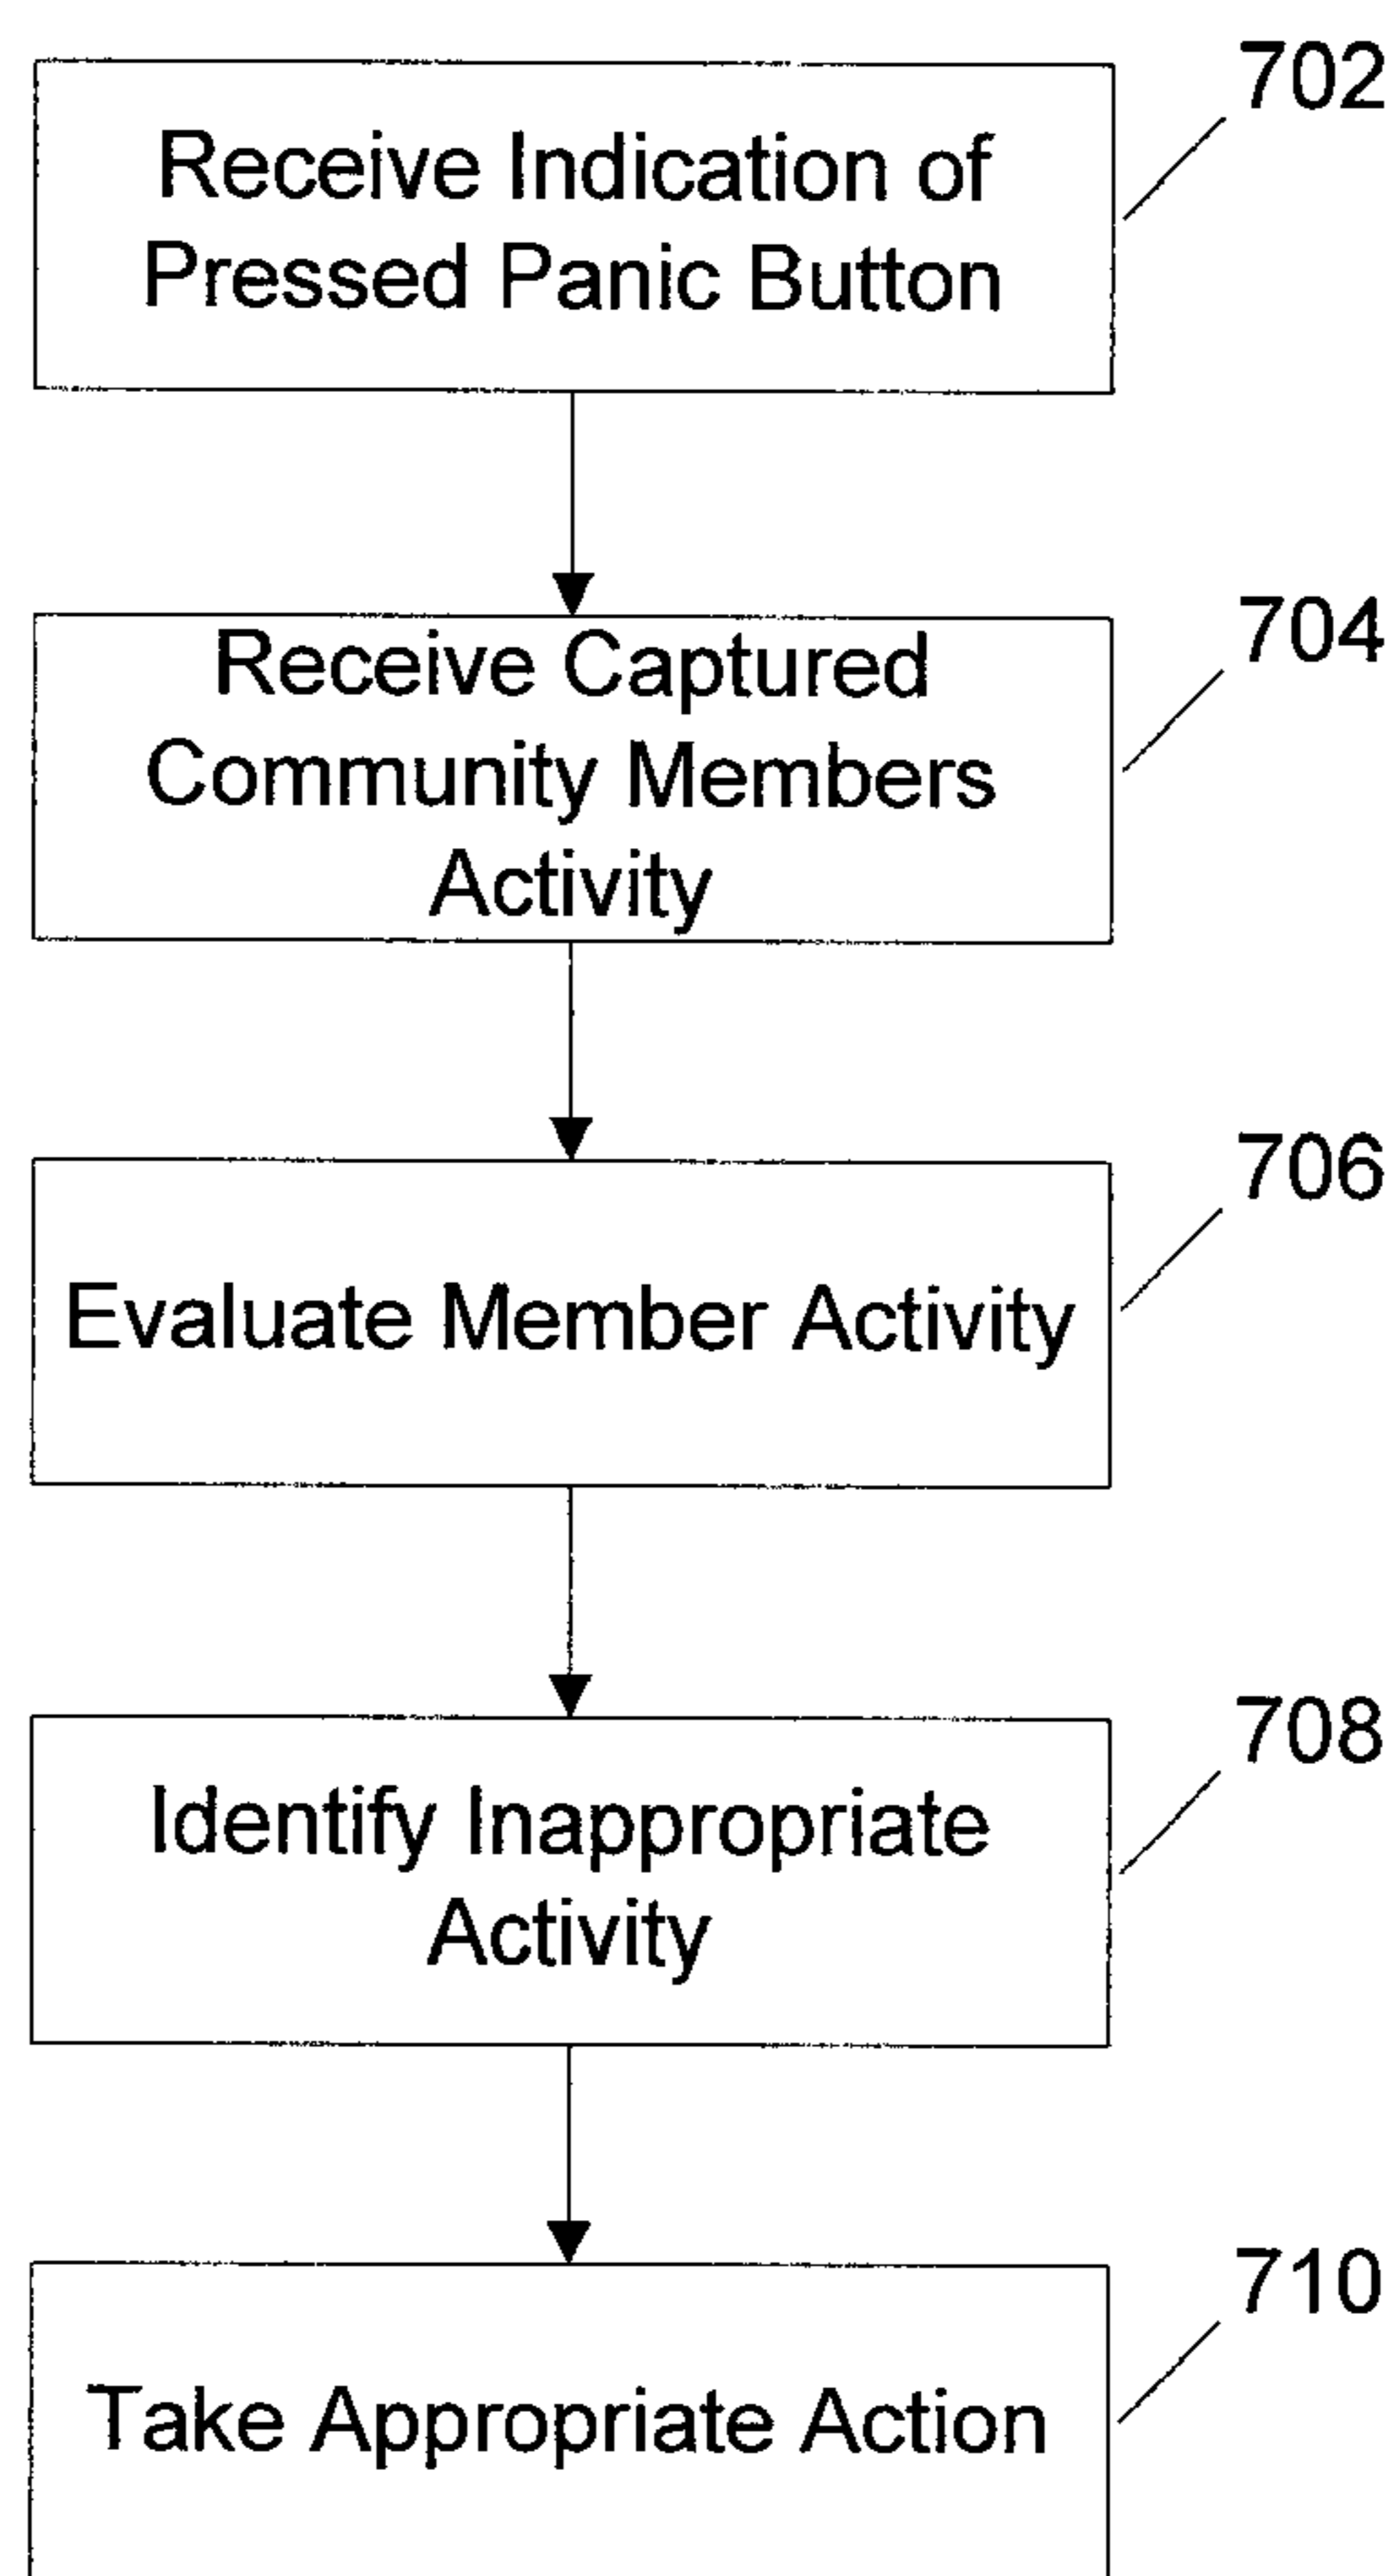 702
Receive Indication of
Pressed Panic Button
704
Receive Captured
Community Members
Activity
706
Evaluate Member Activity
708
Identify Inappropriate
Activity
710
Take Appropriate Action